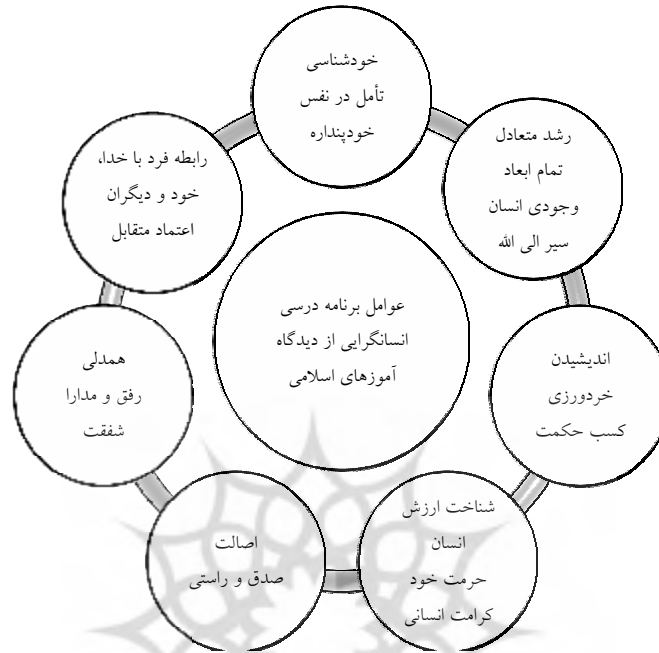 خودشناسی
تأمل در نفس
خودپنداره
رشد متعادل
تمام ابعاد
وجودی انسان
سیر الی الله
اندیشیدن
خردورزی
کسب حکمت
شناخت ارزش
انسان
حرمت خود
کرامت انسانی
اصالت
صدق و راستی
همدلی
رفق و مدارا
شفقت
رابطه فرد با خدا،
خود و دیگران
اعتماد متقابل
عوامل برنامه درسی
انسانگرایی از دیدگاه
آموزهای اسلامی